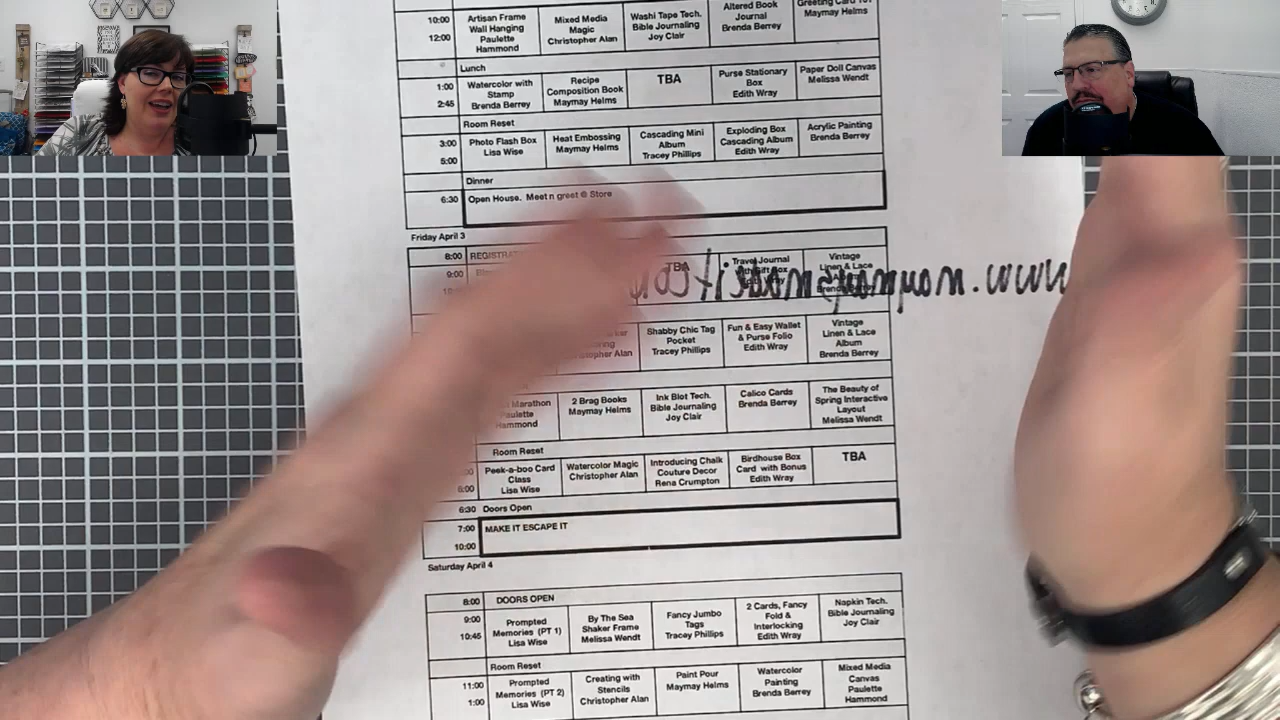 10:00
12:00
Artisan Frame
Wall Hanging
Paulette
Hammond
Mixed Media
Magic
Christopher Alan
Washi Tape Tech.
Bible Journaling
Joy Clair
Altered Book
Journal
Brenda Berrey
Maymay Helms
Lunch
1:00
2:45
Watercolor with
Stamp
Brenda Berrey
Recipe
Composition Book
Maymay Helms
TBA
Purse Stationary
Box
Edith Wray
Paper Doll Canvas
Melissa Wendt
Room Reset
3:00
5:00
Photo Flash Box
Lisa Wise
Heat Embossing
Maymay Helms
Cascading Mini
Album
Tracey Phillips
Exploding Box
Cascading Album
Edith Wray
Acrylic Painting
Brenda Berrey
Dinner
6:30
Open House. Meet n greet @ Store
Friday April 3
8:00
9:00
TBA
Travel Journal
Vintage
Linen & Lace
Shabby Chic Tag
Pocket
Tracey Phillips
Fun & Easy Wallet
& Purse Folio
Edith Wray
Vintage
Linen & Lace
Album
Brenda Berrey
Marathon
Paulette
Hammond
2 Brag Books
Maymay Helms
Ink Blot Tech.
Bible Journaling
Joy Clair
Calico Cards
Brenda Berrey
The Beauty of
Spring Interactive
Layout
Melissa Wendt
Room Reset
Peek-a-boo Card
Class
Lisa Wise
Watercolor Magic
Christopher Alan
Introducing Chalk
Couture Decor
Rena Crumpton
Birdhouse Box
Card with Bonus
Edith Wray
TBA
6:30
Doors Open
7:00
10:00
MAKE IT ESCAPE IT
Saturday April 4
8:00
DOORS OPEN
9:00
10:45
Prompted
Memories (PT 1)
Lisa Wise
By The Sea
Shaker Frame
Melissa Wendt
Fancy Jumbo
Tags
Tracey Phillips
2 Cards, Fancy
Fold &
Interlocking
Edith Wray
Napkin Tech.
Bible Journaling
Joy Clair
Room Reset
11:00
1:00
Prompted
Memories (PT 2)
Lisa Wise
Creating with
Stencils
Christopher Alan
Paint Pour
Maymay Helms
Watercolor
Painting
Brenda Berrey
Mixed Media
Canvas
Paulette
Hammond